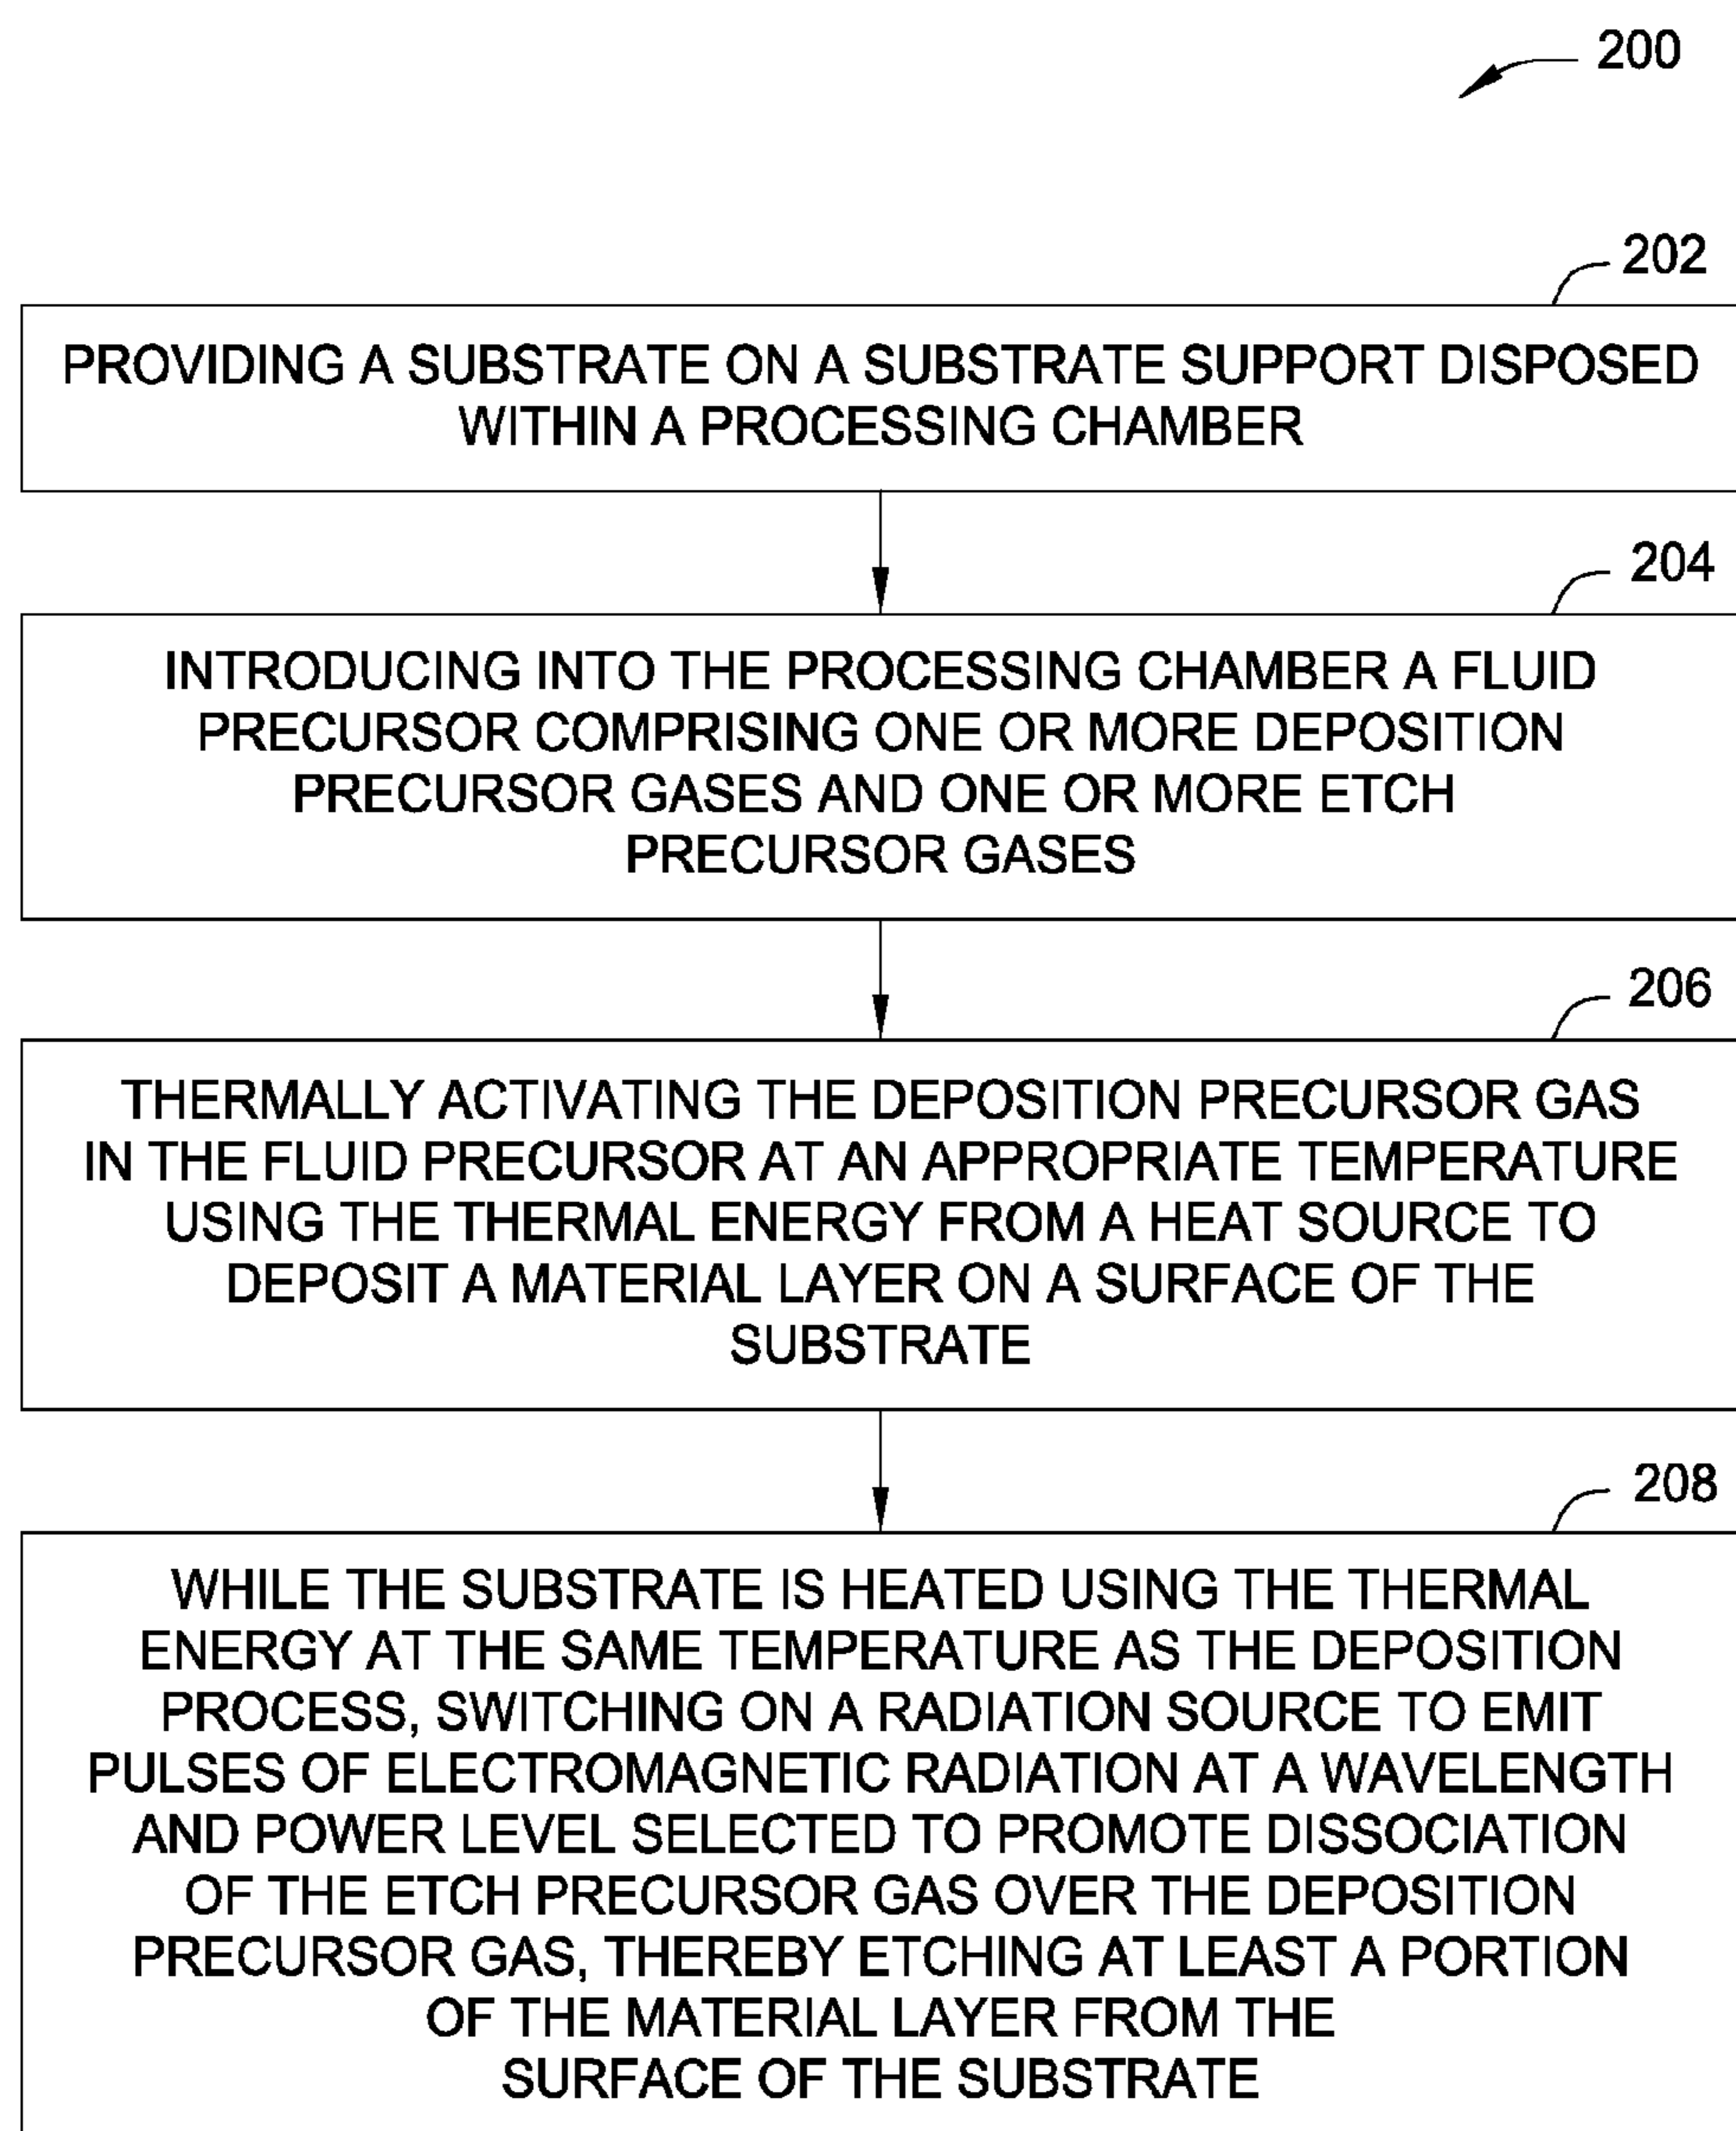 200
202
PROVIDING A SUBSTRATE ON A SUBSTRATE SUPPORT DISPOSED
WITHIN A PROCESSING CHAMBER
204
INTRODUCING INTO THE PROCESSING CHAMBER A FLUID
PRECURSOR COMPRISING ONE OR MORE DEPOSITION
PRECURSOR GASES AND ONE OR MORE ETCH
PRECURSOR GASES
206
THERMALLY ACTIVATING THE DEPOSITION PRECURSOR GAS
IN THE FLUID PRECURSOR AT AN APPROPRIATE TEMPERATURE
USING THE THERMAL ENERGY FROM A HEAT SOURCE TO
DEPOSIT A MATERIAL LAYER ON A SURFACE OF THE
SUBSTRATE
208
WHILE THE SUBSTRATE IS HEATED USING THE THERMAL
ENERGY AT THE SAME TEMPERATURE AS THE DEPOSITION
PROCESS, SWITCHING ON A RADIATION SOURCE TO EMIT
PULSES OF ELECTROMAGNETIC RADIATION AT A WAVELENGTH
AND POWER LEVEL SELECTED TO PROMOTE DISSOCIATION
OF THE ETCH PRECURSOR GAS OVER THE DEPOSITION
PRECURSOR GAS, THEREBY ETCHING AT LEAST A PORTION
OF THE MATERIAL LAYER FROM THE
SURFACE OF THE SUBSTRATE